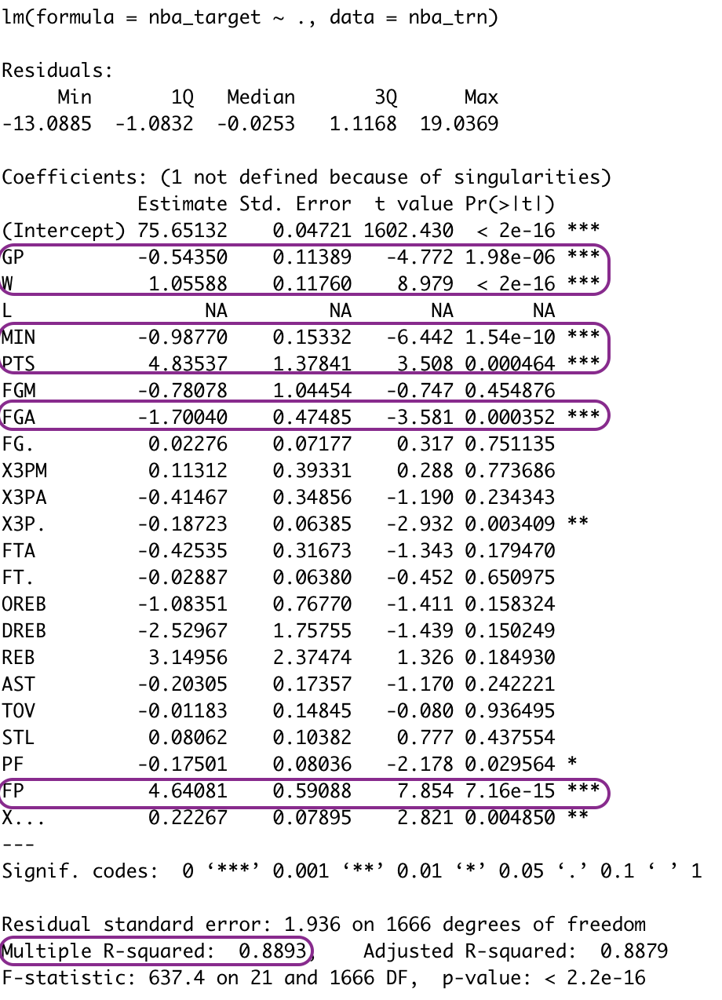 lm(formula = nba_target ~ ., data = nba_trn)
Residuals:
Min 1Q Median 3Q Max
-13.0885 -1.0832 -0.0253 1.1168 19.0369
Coefficients: (1 not defined because of singularities)
Estimate Std. Error t value Pr(>|t|)
(Intercept) 75.65132 0.04721 1602.430 < 2e-16 ***
GP -0.54350 0.11389 -4.772 1.98e-06 ***
W 1.05588 0.11760 8.979 < 2e-16 ***
L NA NA NA NA
MIN -0.98770 0.15332 -6.442 1.54e-10 ***
PTS 4.83537 1.37841 3.508 0.000464 ***
FGM -0.78078 1.04454 -0.747 0.454876
FGA -1.70040 0.47485 -3.581 0.000352 ***
FG. 0.02276 0.07177 0.317 0.751135
X3PM 0.11312 0.39331 0.288 0.773686
X3PA -0.41467 0.34856 -1.190 0.234343
X3P. -0.18723 0.06385 -2.932 0.003409 **
FTA -0.42535 0.31673 -1.343 0.179470
FT. -0.02887 0.06380 -0.452 0.650975
OREB -1.08351 0.76770 -1.411 0.158324
DREB -2.52967 1.75755 -1.439 0.150249
REB 3.14956 2.37474 1.326 0.184930
AST -0.20305 0.17357 -1.170 0.242221
TOV -0.01183 0.14845 -0.080 0.936495
STL 0.08062 0.10382 0.777 0.437554
PF -0.17501 0.08036 -2.178 0.029564 *
FP 4.64081 0.59088 7.854 7.16e-15 ***
X... 0.22267 0.07895 2.821 0.004850 **
---
Signif. codes: 0 ‘***’ 0.001 ‘**’ 0.01 ‘*’ 0.05 ‘.’ 0.1 ‘ ’ 1
Residual standard error: 1.936 on 1666 degrees of freedom
Multiple R-squared: 0.8893, Adjusted R-squared: 0.8879
F-statistic: 637.4 on 21 and 1666 DF, p-value: < 2.2e-16